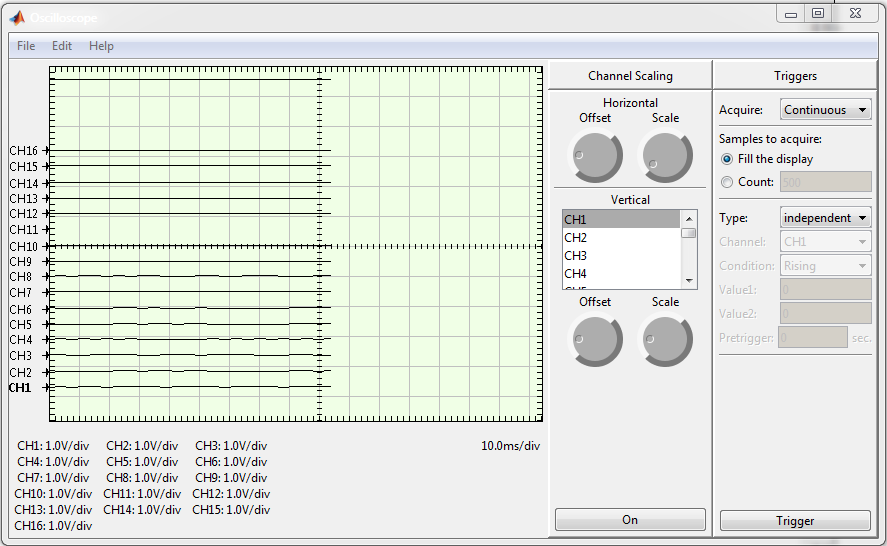 Oscilloscope
File Edit Help
Channel Scaling
Triggers
Horizontal
Offset Scale
Vertical
CH1
CH2
CH3
CH4
Offset Scale
On
Acquire: Continuous
Samples to acquire:
Fill the display
Count: 500
Type: independent
Channel: CH1
Condition: Rising
Value1: 0
Value2: 0
Pretrigger: 0 sec.
Trigger
CH16
CH15
CH14
CH13
CH12
CH11
CH10
CH9
CH8
CH7
CH6
CH5
CH4
CH3
CH2
CH1
CH1: 1.0V/div CH2: 1.0V/div CH3: 1.0V/div 10.0ms/div
CH4: 1.0V/div CH5: 1.0V/div CH6: 1.0V/div
CH7: 1.0V/div CH8: 1.0V/div CH9: 1.0V/div
CH10: 1.0V/div CH11: 1.0V/div CH12: 1.0V/div
CH13: 1.0V/div CH14: 1.0V/div CH15: 1.0V/div
CH16: 1.0V/div